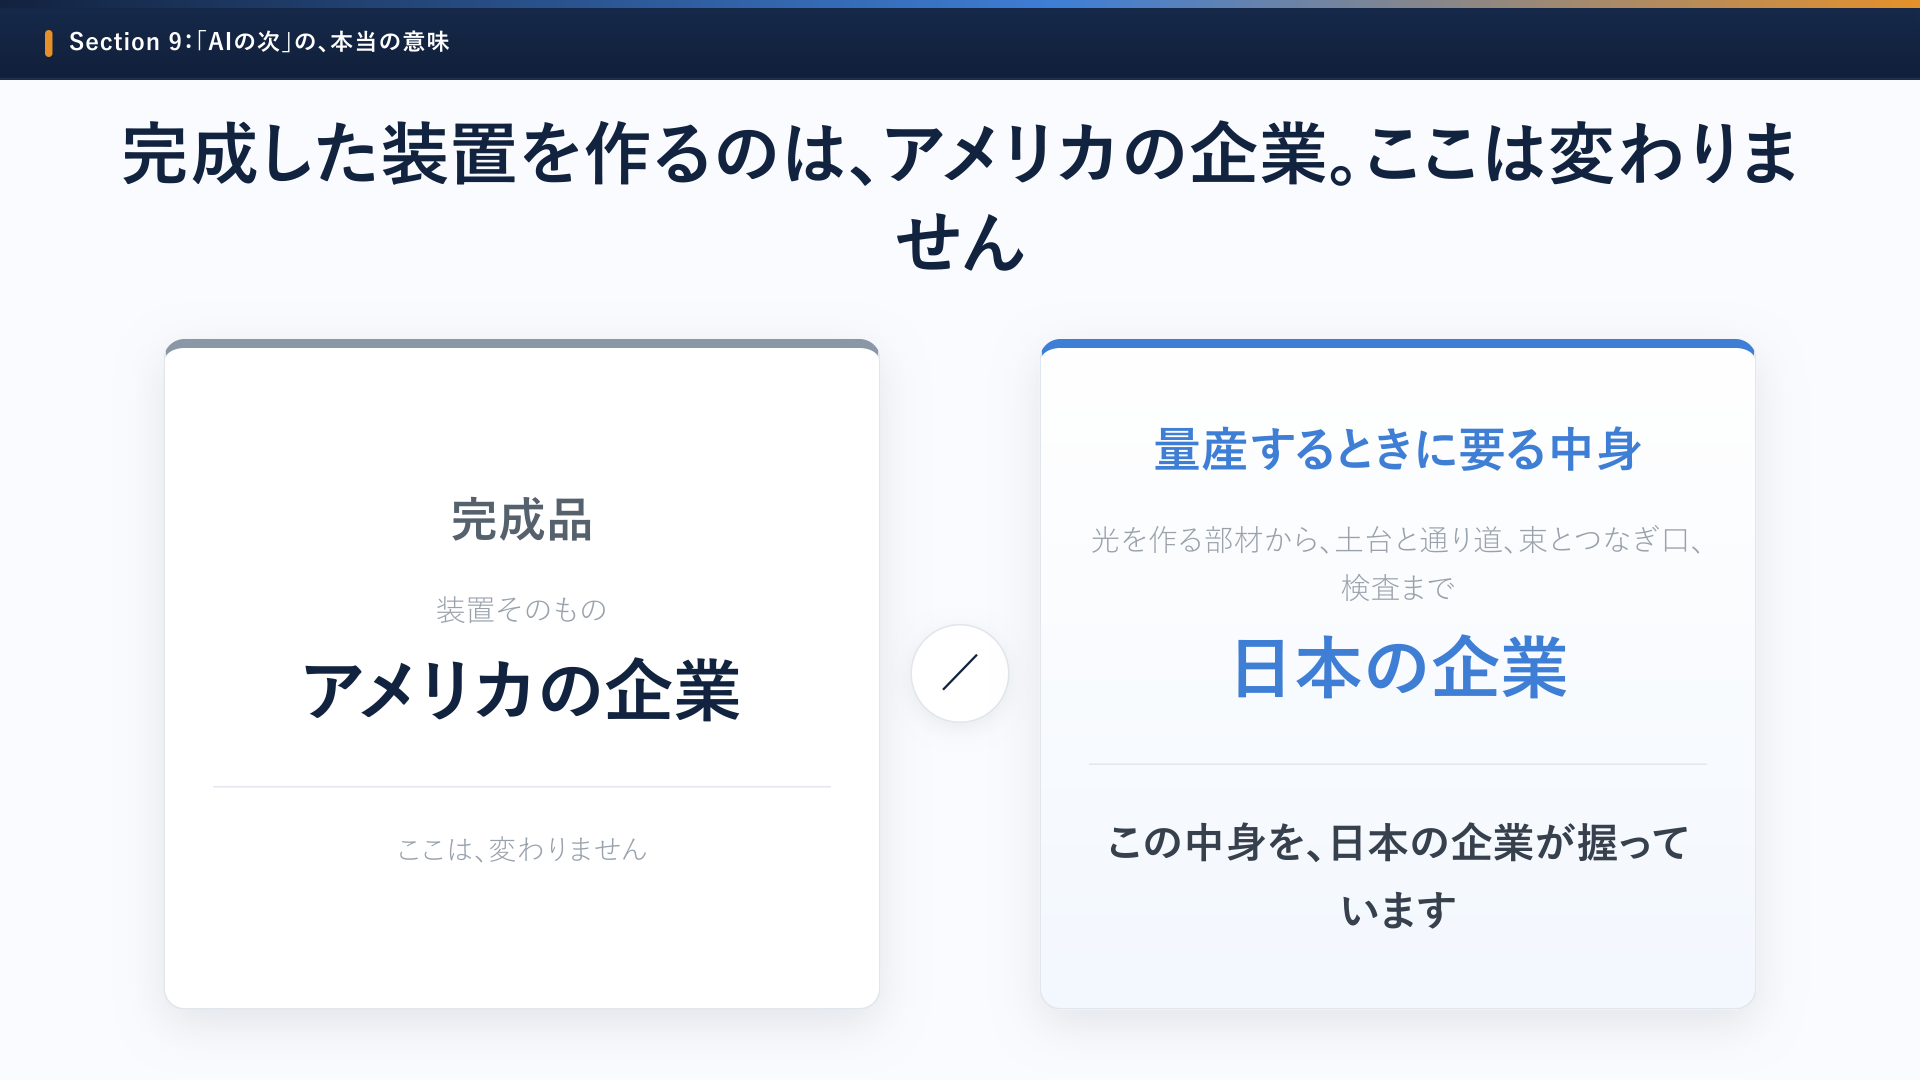 Section 9：「AIの次」の、本当の意味
完成した装置を作るのは、アメリカの企業。ここは変わりま
せん
完成品
装置そのもの
アメリカの企業
ここは、変わりません
／
量産するときに要る中身
光を作る部材から、土台と通り道、束とつなぎ口、
検査まで
日本の企業
この中身を、日本の企業が握って
います